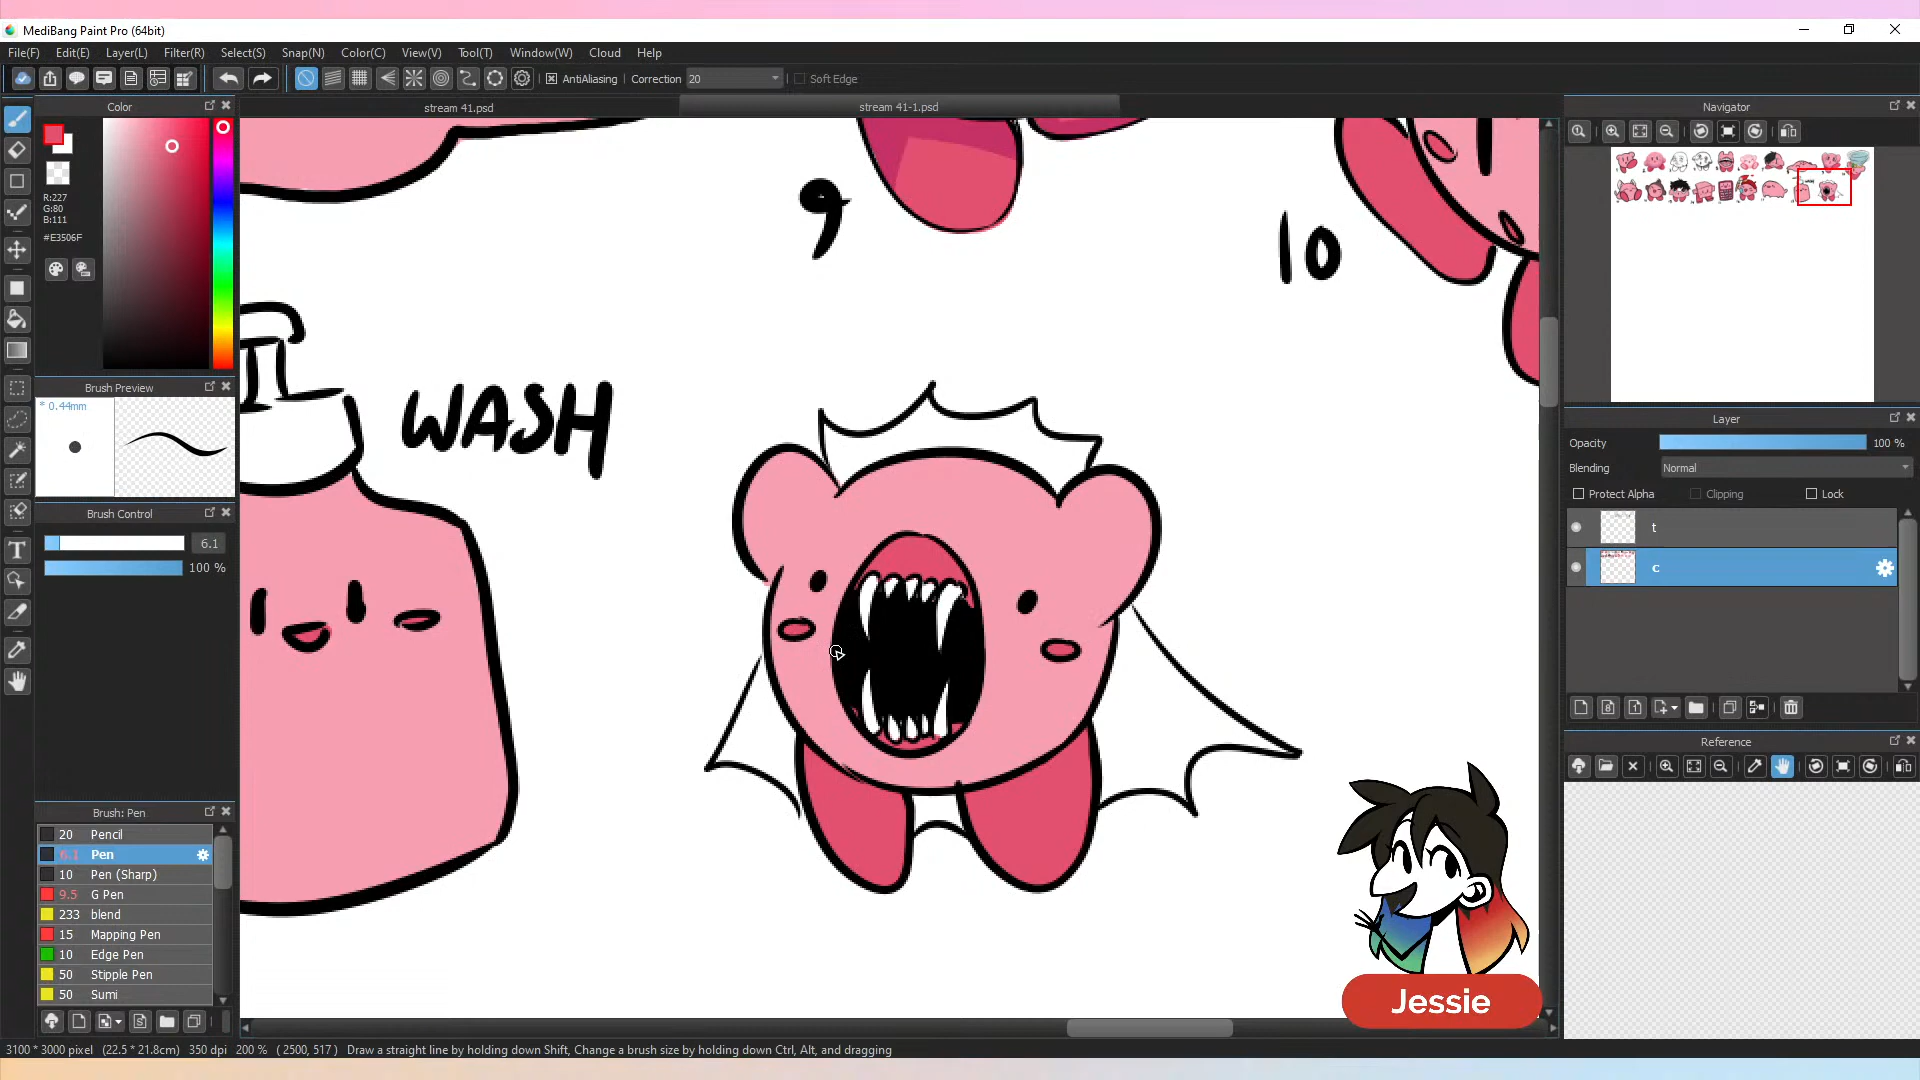 MediBang Paint Pro (64bit)
File(F) Edit(E) Layer(L) Filter(R) Select(S) Snap(N) Color(C) View(V) Tool(T) Window(W) Cloud Help
AntiAliasing Correction 20 Soft Edge
Color
stream 41.psd
stream 41-1.psd
Navigator
R:227
G:80
B:111
#E3506F
Brush Preview
* 0.44mm
9
10
WASH
Brush Control
6.1
100 %
Layer
Opacity 100 %
Blending Normal
Protect Alpha Clipping Lock
t
c
Reference
Brush: Pen
20 Pencil
6.1 Pen
10 Pen (Sharp)
9.5 G Pen
233 blend
15 Mapping Pen
10 Edge Pen
50 Stipple Pen
50 Sumi
Jessie
3100 * 3000 pixel (22.5 * 21.8cm) 350 dpi 200 % ( 2500, 517 ) Draw a straight line by holding down Shift, Change a brush size by holding down Ctrl, Alt, and dragging